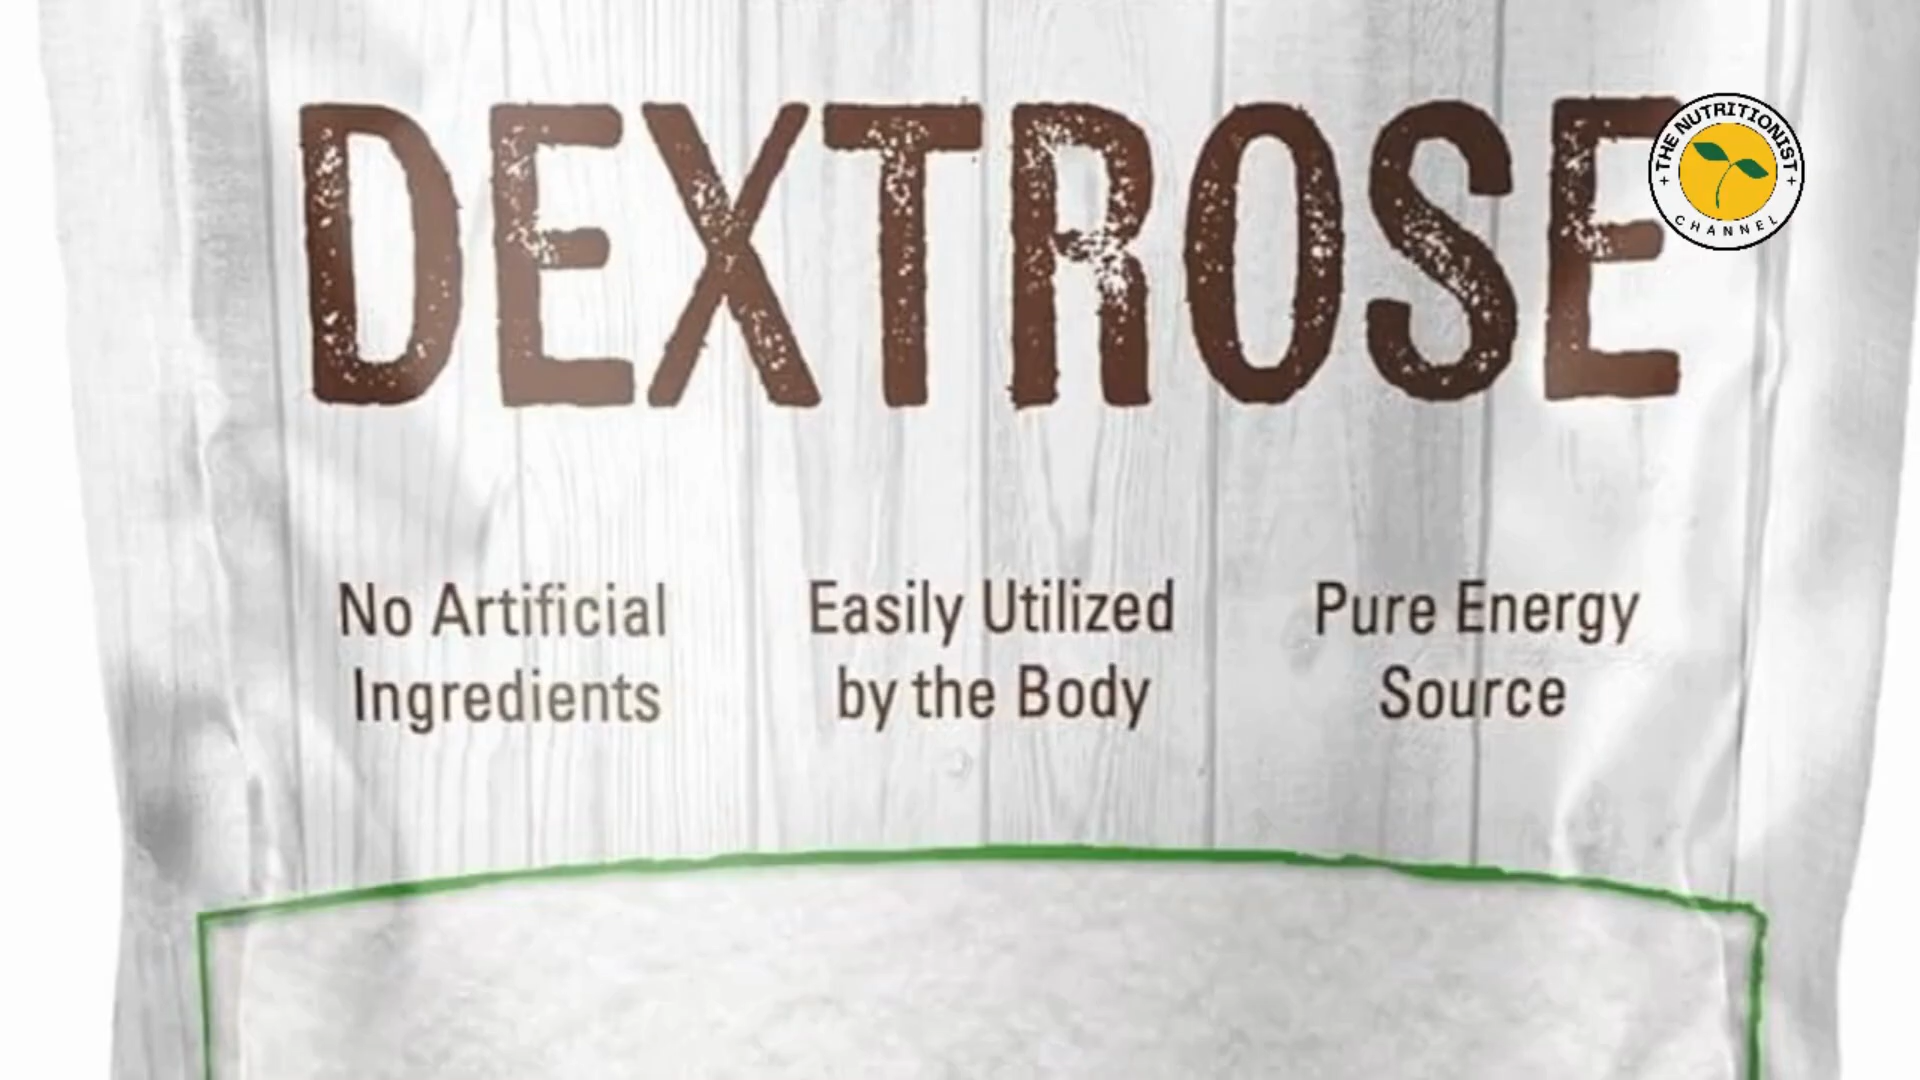 DEXTROSE
THE NUTRITIONIST
CHANNEL
No Artificial
Ingredients
Easily Utilized
by the Body
Pure Energy
Source